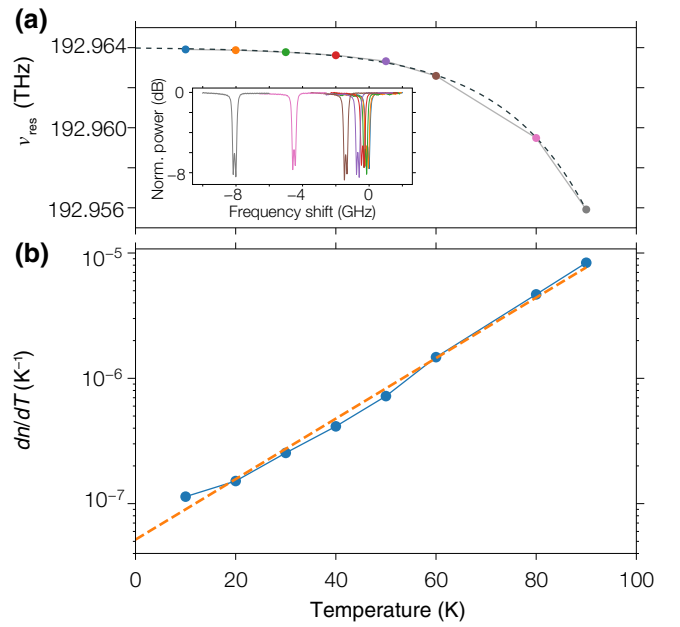 (a)
192.964
192.960
192.956
ν_res (THz)
Norm. power (dB)
0
−8
−8
−4
0
Frequency shift (GHz)
(b)
10⁻⁵
10⁻⁶
10⁻⁷
dn/dT (K⁻¹)
0
20
40
60
80
100
Temperature (K)